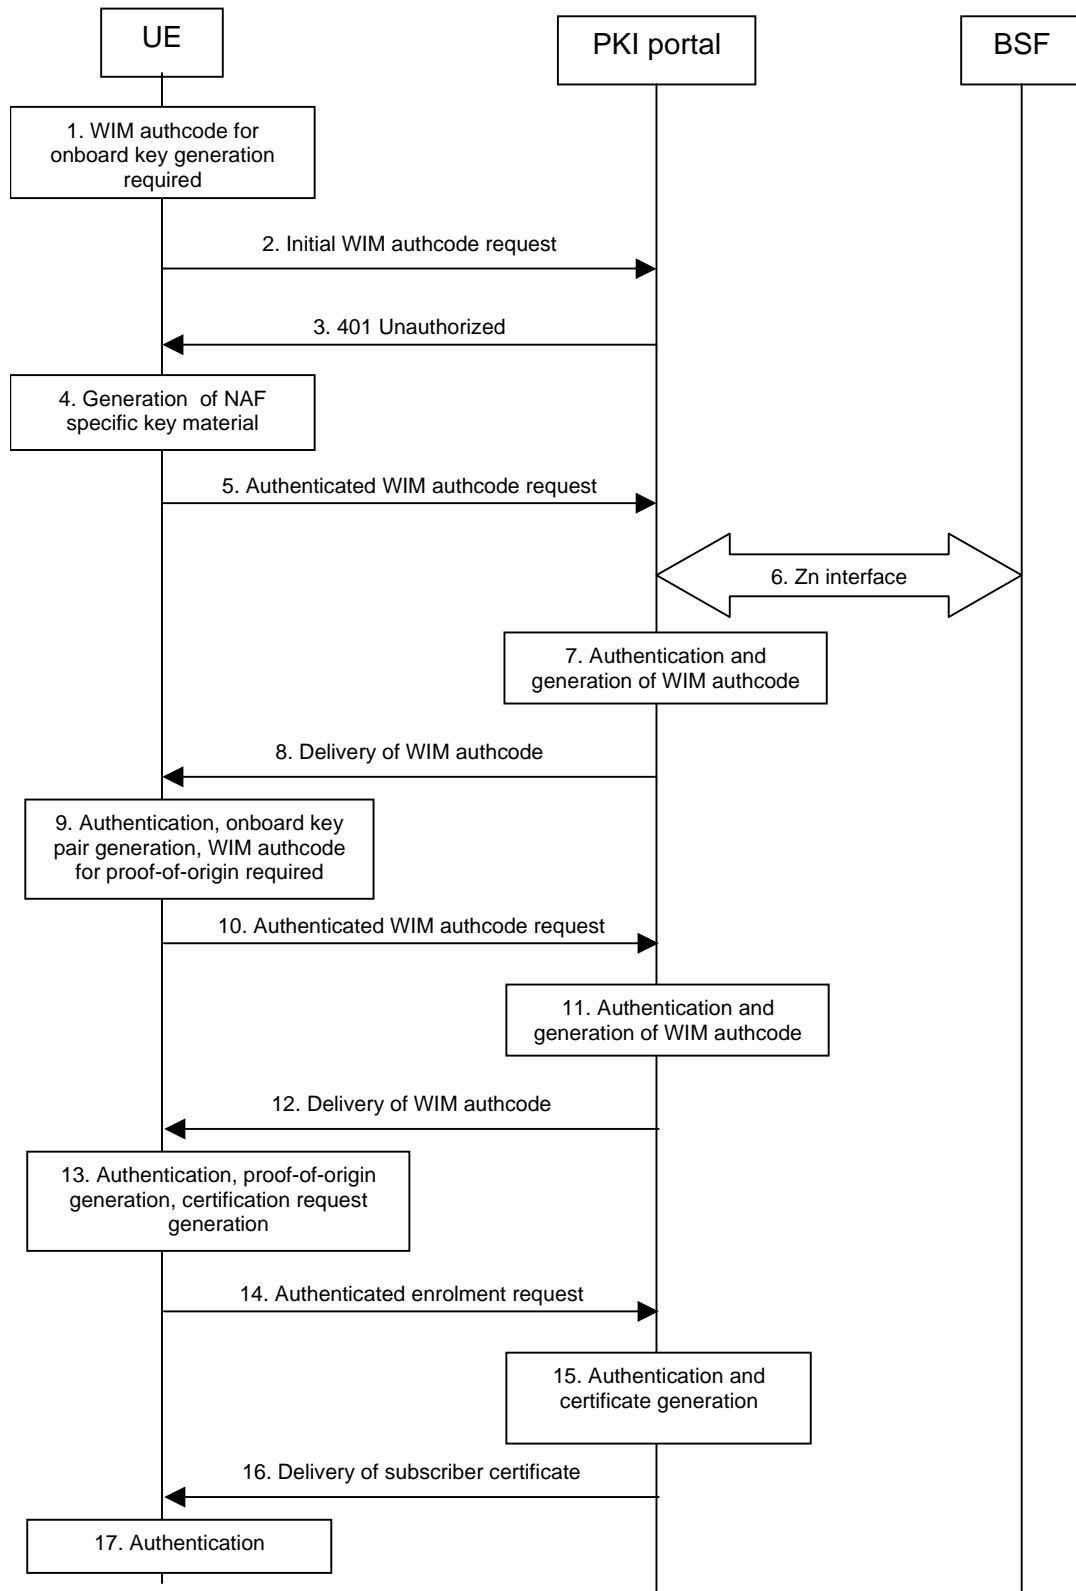 UE
PKI portal
BSF
1. WIM authcode for
onboard key generation
required
2. Initial WIM authcode request
3. 401 Unauthorized
4. Generation of NAF
specific key material
5. Authenticated WIM authcode request
6. Zn interface
7. Authentication and
generation of WIM authcode
8. Delivery of WIM authcode
9. Authentication, onboard key
pair generation, WIM authcode
for proof-of-origin required
10. Authenticated WIM authcode request
11. Authentication and
generation of WIM authcode
12. Delivery of WIM authcode
13. Authentication, proof-of-origin
generation, certification request
generation
14. Authenticated enrolment request
15. Authentication and
certificate generation
16. Delivery of subscriber certificate
17. Authentication